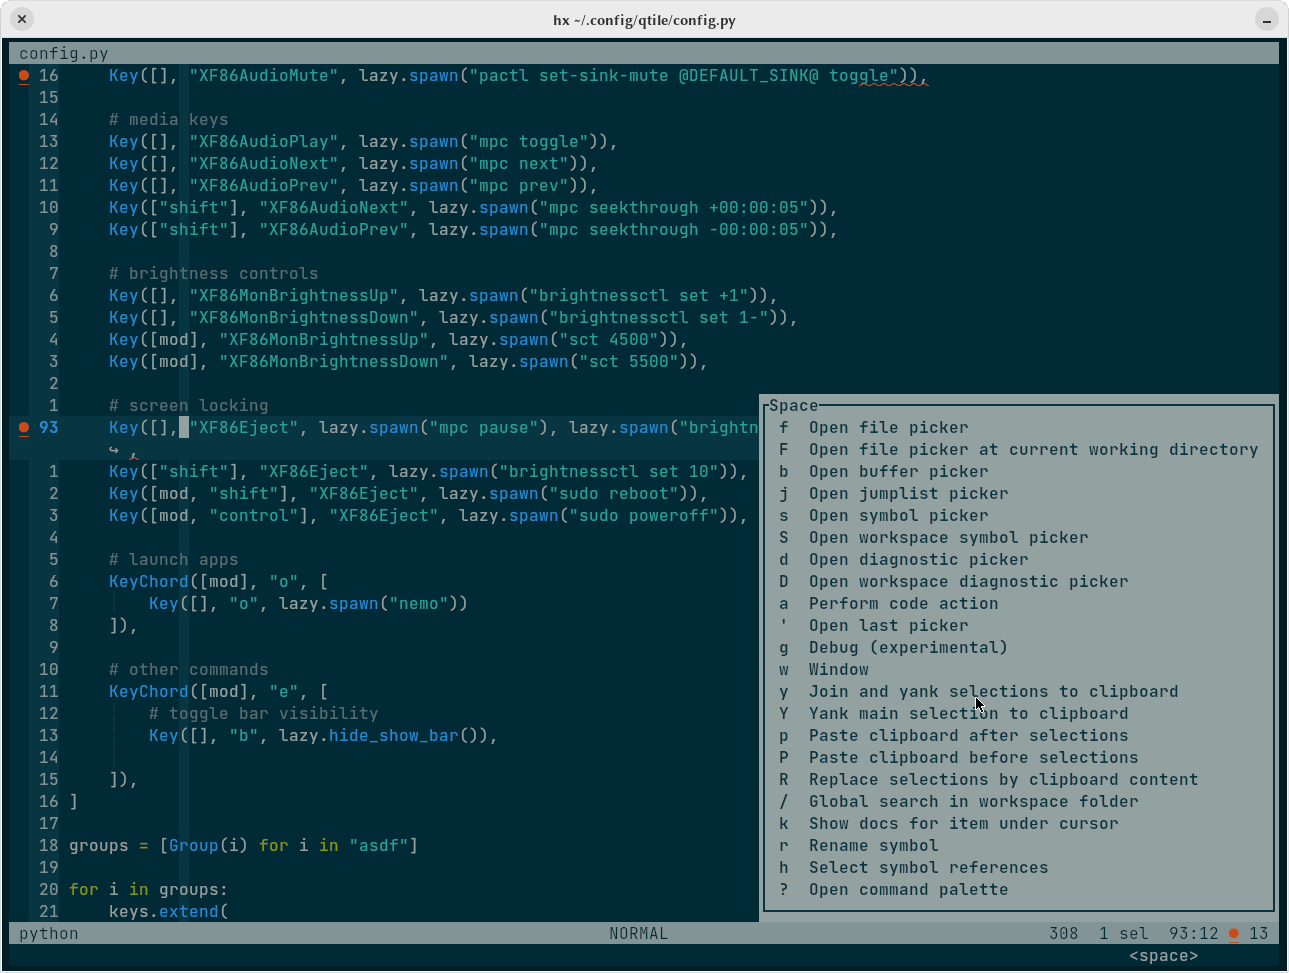 hx ~/.config/qtile/config.py
config.py
16 Key([], "XF86AudioMute", lazy.spawn("pactl set-sink-mute @DEFAULT_SINK@ toggle")),
15
14 # media keys
13 Key([], "XF86AudioPlay", lazy.spawn("mpc toggle")),
12 Key([], "XF86AudioNext", lazy.spawn("mpc next")),
11 Key([], "XF86AudioPrev", lazy.spawn("mpc prev")),
10 Key(["shift"], "XF86AudioNext", lazy.spawn("mpc seekthrough +00:00:05")),
9 Key(["shift"], "XF86AudioPrev", lazy.spawn("mpc seekthrough -00:00:05")),
8
7 # brightness controls
6 Key([], "XF86MonBrightnessUp", lazy.spawn("brightnessctl set +1")),
5 Key([], "XF86MonBrightnessDown", lazy.spawn("brightnessctl set 1-")),
4 Key([mod], "XF86MonBrightnessUp", lazy.spawn("sct 4500")),
3 Key([mod], "XF86MonBrightnessDown", lazy.spawn("sct 5500")),
2
1 # screen locking
93 Key([], "XF86Eject", lazy.spawn("mpc pause"), lazy.spawn("brightn
↪ ,
1 Key(["shift"], "XF86Eject", lazy.spawn("brightnessctl set 10")),
2 Key([mod, "shift"], "XF86Eject", lazy.spawn("sudo reboot")),
3 Key([mod, "control"], "XF86Eject", lazy.spawn("sudo poweroff")),
4
5 # launch apps
6 KeyChord([mod], "o", [
7 Key([], "o", lazy.spawn("nemo"))
8 ]),
9
10 # other commands
11 KeyChord([mod], "e", [
12 # toggle bar visibility
13 Key([], "b", lazy.hide_show_bar()),
14
15 ]),
16 ]
17
18 groups = [Group(i) for i in "asdf"]
19
20 for i in groups:
21 keys.extend(
Space
f Open file picker
F Open file picker at current working directory
b Open buffer picker
j Open jumplist picker
s Open symbol picker
S Open workspace symbol picker
d Open diagnostic picker
D Open workspace diagnostic picker
a Perform code action
' Open last picker
g Debug (experimental)
w Window
y Join and yank selections to clipboard
Y Yank main selection to clipboard
p Paste clipboard after selections
P Paste clipboard before selections
R Replace selections by clipboard content
/ Global search in workspace folder
k Show docs for item under cursor
r Rename symbol
h Select symbol references
? Open command palette
python NORMAL 308 1 sel 93:12 ● 13
<space>